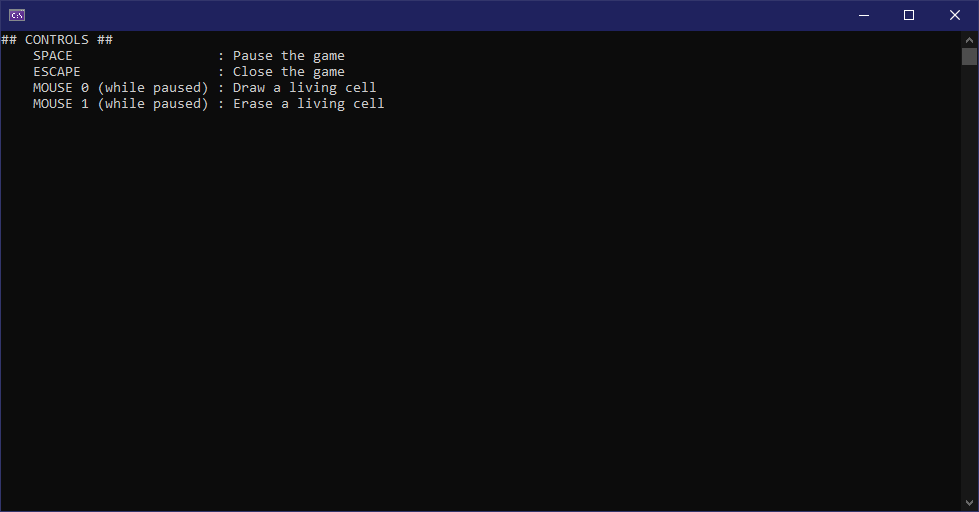 ## CONTROLS ##
    SPACE                  : Pause the game
    ESCAPE                 : Close the game
    MOUSE 0 (while paused) : Draw a living cell
    MOUSE 1 (while paused) : Erase a living cell